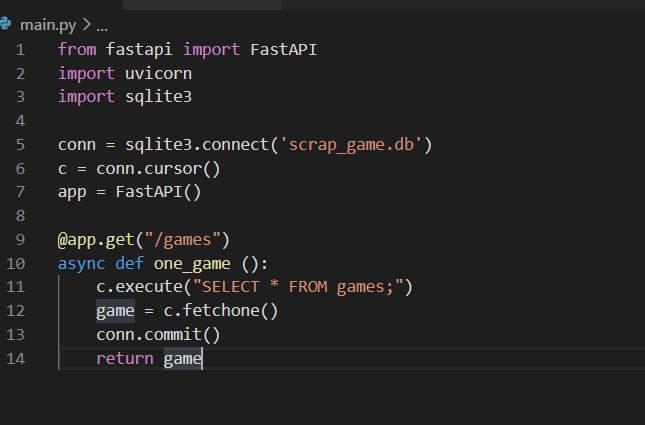 main.py > ...
1 from fastapi import FastAPI
2 import uvicorn
3 import sqlite3
4
5 conn = sqlite3.connect('scrap_game.db')
6 c = conn.cursor()
7 app = FastAPI()
8
9 @app.get("/games")
10 async def one_game ():
11     c.execute("SELECT * FROM games;")
12     game = c.fetchone()
13     conn.commit()
14     return game